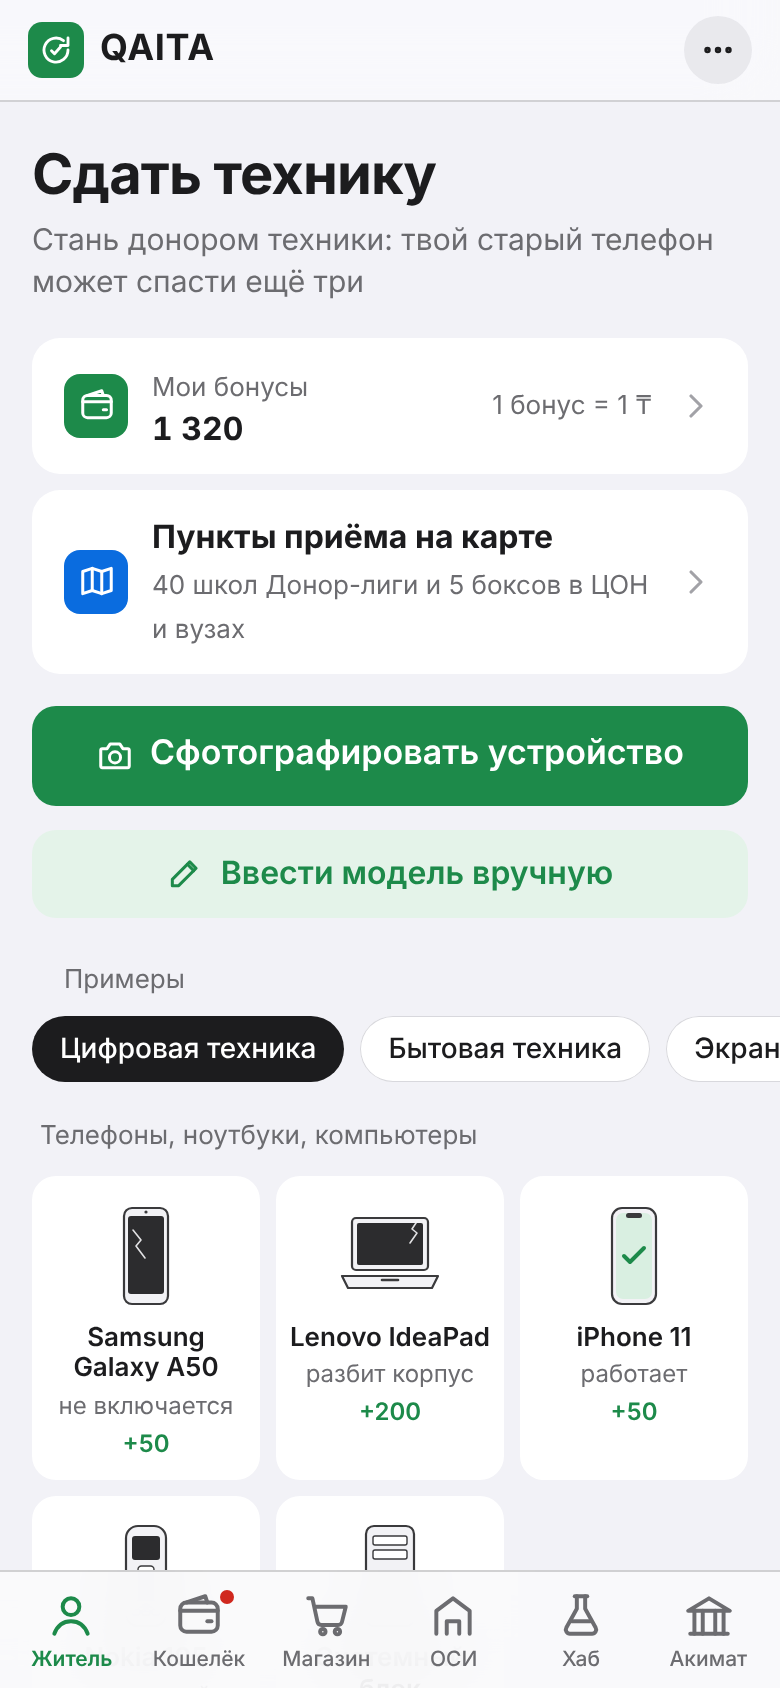 QAITA
Сдать технику
Стань донором техники: твой старый телефон
может спасти ещё три
Мои бонусы
1 320
1 бонус = 1 ₸
Пункты приёма на карте
40 школ Донор-лиги и 5 боксов в ЦОН
и вузах
Сфотографировать устройство
Ввести модель вручную
Примеры
Цифровая техника
Бытовая техника
Экран
Телефоны, ноутбуки, компьютеры
Samsung
Galaxy A50
не включается
+50
Lenovo IdeaPad
разбит корпус
+200
iPhone 11
работает
+50
Житель
Кошелёк
Магазин
ОСИ
Хаб
Акимат